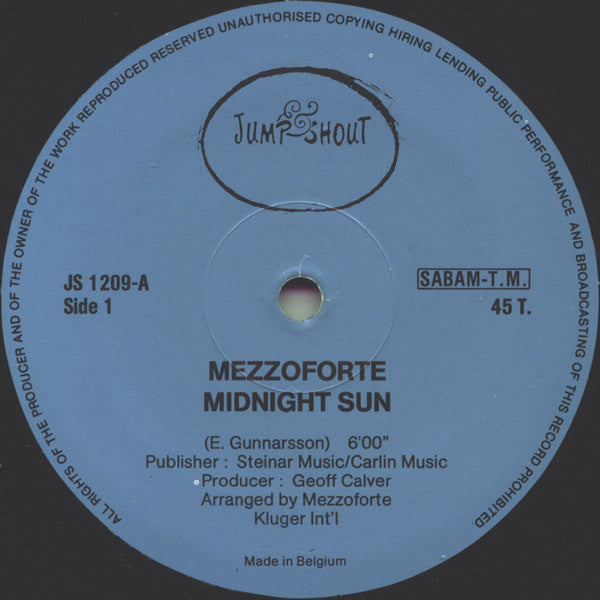 ALL RIGHTS OF THE PRODUCER AND OF THE OWNER OF THE WORK REPRODUCED RESERVED UNAUTHORISED COPYING HIRING LENDING PUBLIC PERFORMANCE AND BROADCASTING OF THIS RECORD PROHIBITED
JUMP & SHOUT
JS 1209-A
Side 1
SABAM-T.M.
45 T.
MEZZOFORTE
MIDNIGHT SUN
(E. Gunnarsson) 6'00"
Publisher : Steinar Music/Carlin Music
Producer : Geoff Calver
Arranged by Mezzoforte
Kluger Int'l
Made in Belgium